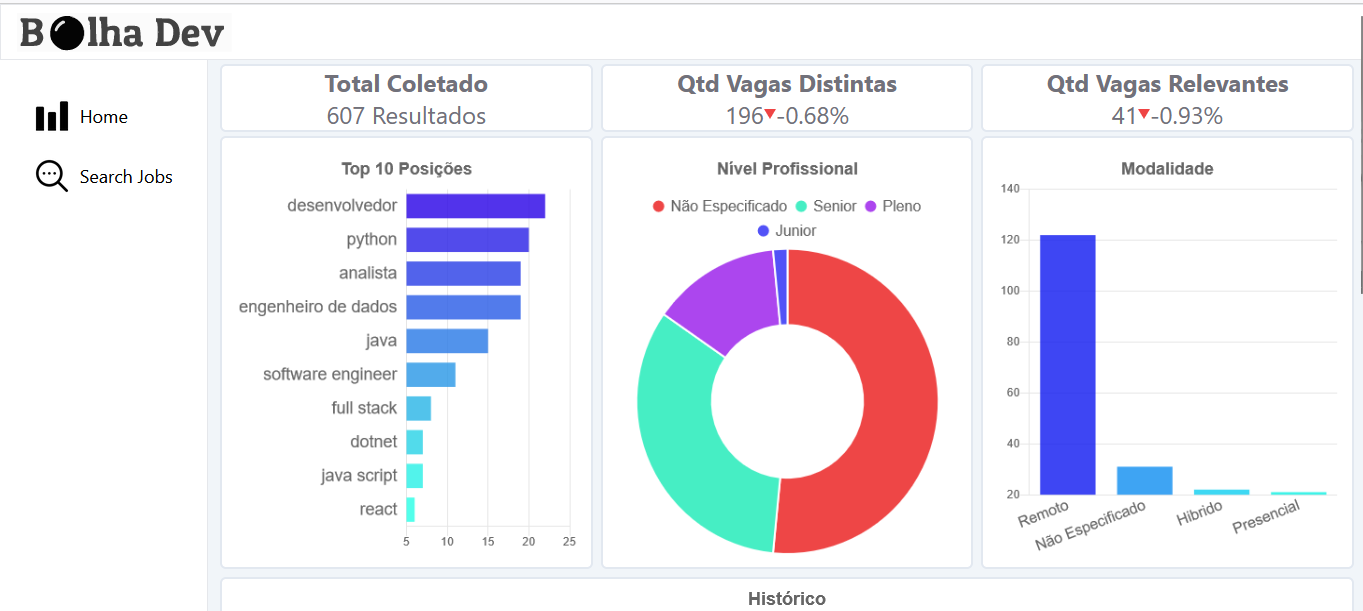 B lha Dev
Home
Search Jobs
Total Coletado
607 Resultados
Qtd Vagas Distintas
196▼-0.68%
Qtd Vagas Relevantes
41▼-0.93%
Top 10 Posições
desenvolvedor
python
analista
engenheiro de dados
java
software engineer
full stack
dotnet
java script
react
5 10 15 20 25
Nível Profissional
Não Especificado Senior Pleno
Junior
Modalidade
140
120
100
80
60
40
20
Remoto Não Especificado Híbrido Presencial
Histórico